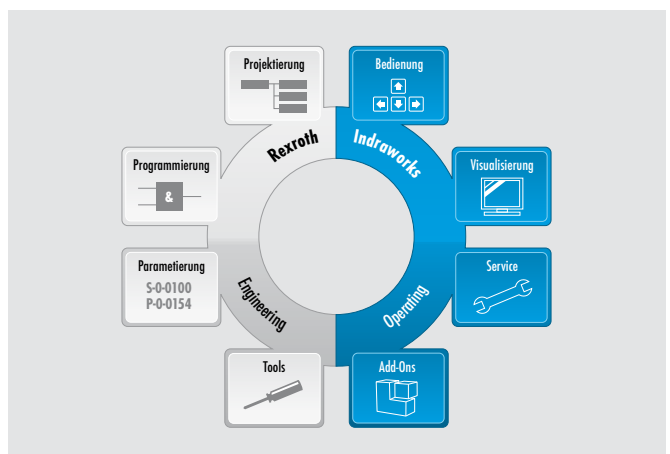 Projektierung
Bedienung
Rexroth
Indraworks
Programmierung
&
Visualisierung
Parametierung
S-0-0100
P-0-0154
Service
Engineering
Operating
Tools
Add-Ons